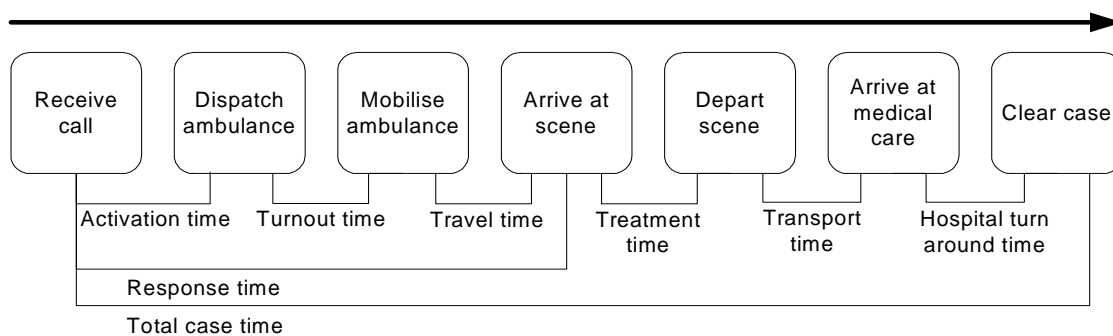 Receive
call
Dispatch
ambulance
Mobilise
ambulance
Arrive at
scene
Depart
scene
Arrive at
medical
care
Clear case
Activation time
Turnout time
Travel time
Treatment
time
Transport
time
Hospital turn
around time
Response time
Total case time